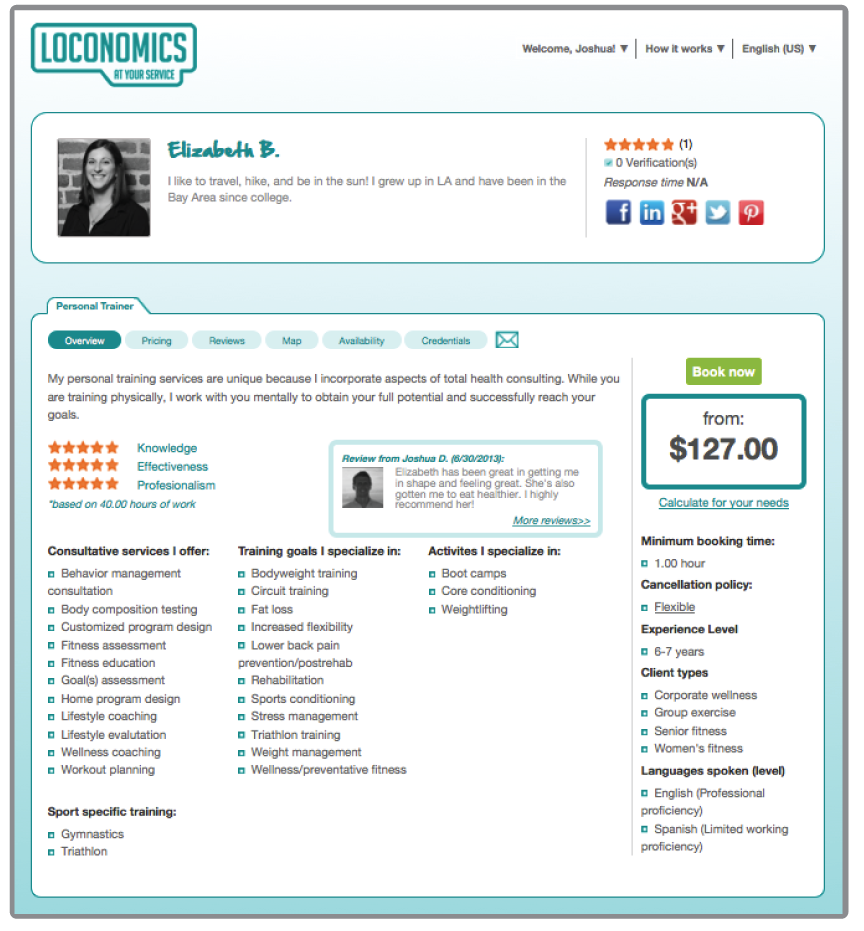 LOCONOMICS
AT YOUR SERVICE
Welcome, Joshua! ▼ How it works ▼ English (US) ▼
Elizabeth B.
I like to travel, hike, and be in the sun! I grew up in LA and have been in the
Bay Area since college.
(1)
0 Verification(s)
Response time N/A
Personal Trainer
Overview Pricing Reviews Map Availability Credentials
My personal training services are unique because I incorporate aspects of total health consulting. While you
are training physically, I work with you mentally to obtain your full potential and successfully reach your
goals.
Knowledge
Effectiveness
Profesionalism
*based on 40.00 hours of work
Review from Joshua D. (6/30/2013):
Elizabeth has been great in getting me
in shape and feeling great. She's also
gotten me to eat healthier. I highly
recommend her!
More reviews>>
Consultative services I offer:
Behavior management
consultation
Body composition testing
Customized program design
Fitness assessment
Fitness education
Goal(s) assessment
Home program design
Lifestyle coaching
Lifestyle evalutation
Wellness coaching
Workout planning
Training goals I specialize in:
Bodyweight training
Circuit training
Fat loss
Increased flexibility
Lower back pain
prevention/postrehab
Rehabilitation
Sports conditioning
Stress management
Triathlon training
Weight management
Wellness/preventative fitness
Activites I specialize in:
Boot camps
Core conditioning
Weightlifting
Sport specific training:
Gymnastics
Triathlon
Book now
from:
$127.00
Calculate for your needs
Minimum booking time:
1.00 hour
Cancellation policy:
Flexible
Experience Level
6-7 years
Client types
Corporate wellness
Group exercise
Senior fitness
Women's fitness
Languages spoken (level)
English (Professional
proficiency)
Spanish (Limited working
proficiency)